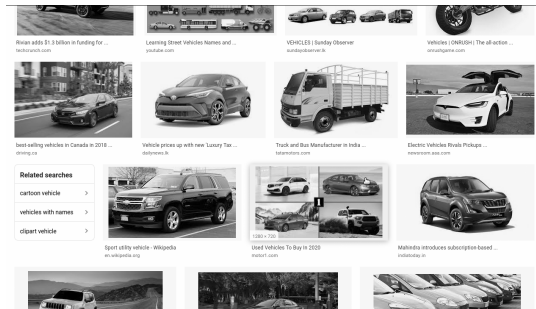 Rivian adds $1.3 billion in funding for ...
techcrunch.com
Learning Street Vehicles Names and ...
youtube.com
VEHICLES | Sunday Observer
sundayobserver.lk
Vehicles | ONRUSH | The all-action ...
onrushgame.com
best-selling vehicles in Canada in 2018 ...
driving.ca
Vehicle prices up with new 'Luxury Tax ...
dailynews.lk
Truck and Bus Manufacturer in India ...
tatamotors.com
Electric Vehicles Rivals Pickups ...
newsroom.aaa.com
Related searches
cartoon vehicle
vehicles with names
clipart vehicle
Sport utility vehicle - Wikipedia
en.wikipedia.org
1280 × 720
Used Vehicles To Buy In 2020
motor1.com
Mahindra introduces subscription-based ...
indiatoday.in